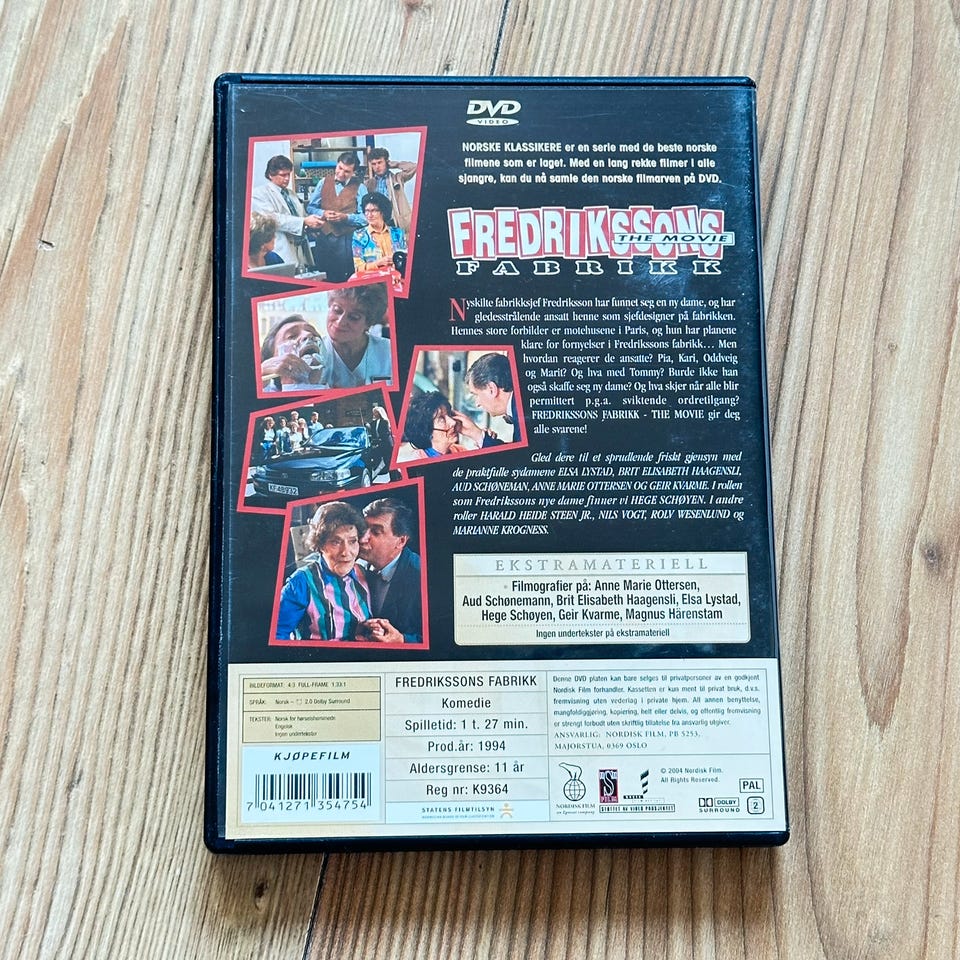 DVD
VIDEO
NORSKE KLASSIKERE er en serie med de beste norske
filmene som er laget. Med en lang rekke filmer i alle
sjangre, kan du nå samle den norske filmarven på DVD.
FREDRIKSSONS
THE MOVIE
FABRIKK
Nyskilte fabrikksjef Fredriksson har funnet seg en ny dame, og har
gledesstrålende ansatt henne som sjefdesigner på fabrikken.
Hennes store forbilder er motehusene i Paris, og hun har planene
klare for fornyelser i Fredrikssons fabrikk... Men
hvordan reagerer de ansatte? Pia, Kari, Oddveig
og Marit? Og hva med Tommy? Burde ikke han
også skaffe seg ny dame? Og hva skjer når alle blir
permittert p.g.a. sviktende ordretilgang?
FREDRIKSSONS FABRIKK - THE MOVIE gir deg
alle svarene!
Gled dere til et sprudlende friskt gjensyn med
de praktfulle sydamene ELSA LYSTAD, BRIT ELISABETH HAAGENSLI,
AUD SCHØNEMAN, ANNE MARIE OTTERSEN OG GEIR KVARME. I rollen
som Fredrikssons nye dame finner vi HEGE SCHØYEN. I andre
roller HARALD HEIDE STEEN JR., NILS VOGT, ROLV WESENLUND og
MARIANNE KROGNESS.
EKSTRAMATERIELL
Filmografier på: Anne Marie Ottersen,
Aud Schønemann, Brit Elisabeth Haagensli, Elsa Lystad,
Hege Schøyen, Geir Kvarme, Magnus Hårenstam
Ingen undertekster på ekstramateriell
BILDEFORMAT: 4:3 FULL-FRAME 1.33:1
SPRÅK: Norsk - 2.0 Dolby Surround
TEKSTER: Norsk for hørselshemmede
Engelsk
Ingen undertekster
KJØPEFILM
7 041271 354754
FREDRIKSSONS FABRIKK
Komedie
Spilletid: 1 t. 27 min.
Prod.år: 1994
Aldersgrense: 11 år
Reg nr: K9364
STATENS FILMTILSYN
Denne DVD platen kan bare selges til privatpersoner av en godkjent
Nordisk Film forhandler. Kassetten er kun ment til privat bruk, d.v.s.
fremvisning uten vederlag i private hjem. All annen benyttelse,
mangfoldiggjøring, kopiering, helt eller delvis, og offentlig fremvisning
er strengt forbudt uten skriftlig tillatelse fra ansvarlig utgiver.
ANSVARLIG: NORDISK FILM, PB 5253,
MAJORSTUA, 0369 OSLO
NORDISK FILM
© 2004 Nordisk Film.
All Rights Reserved.
DOLBY
SURROUND
PAL
2